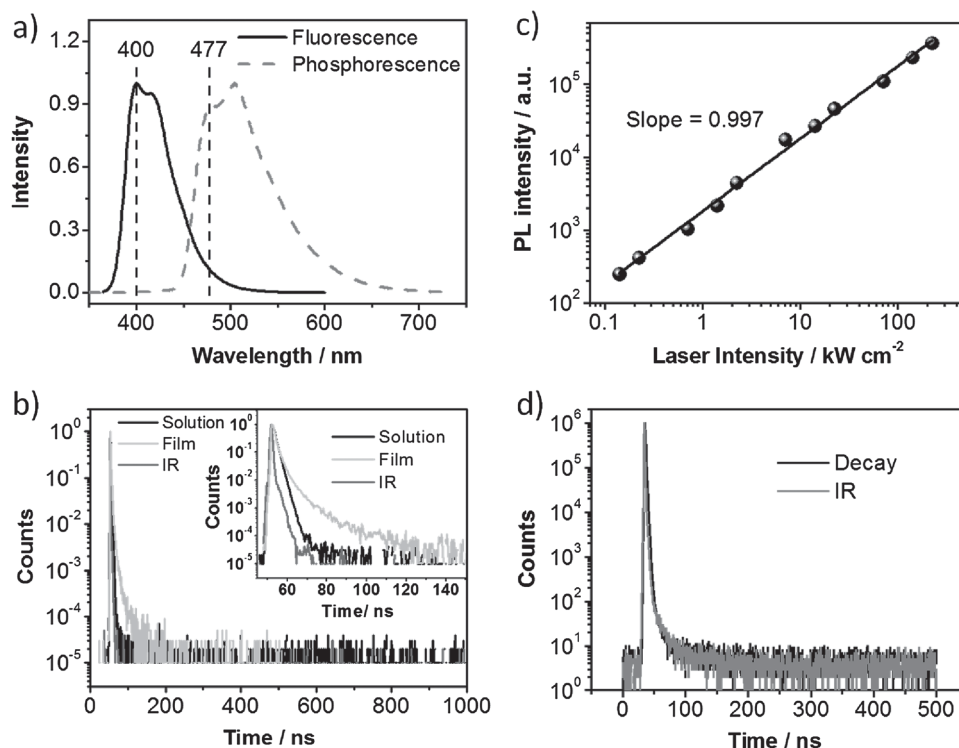 a)
400
477
Fluorescence
Phosphorescence
1.2
0.9
0.6
0.3
0.0
Intensity
400 500 600 700
Wavelength / nm
c)
Slope = 0.997
10^5
10^4
10^3
10^2
PL intensity / a.u.
0.1 1 10 100
Laser Intensity / kW cm^-2
b)
Solution
Film
IR
10^0
10^-1
10^-2
10^-3
10^-4
10^-5
Counts
0 200 400 600 800 1000
Time / ns
Solution
Film
IR
10^0
10^-1
10^-2
10^-3
10^-4
10^-5
Counts
60 80 100 120 140
Time/ ns
d)
Decay
IR
10^6
10^5
10^4
10^3
10^2
10^1
10^0
Counts
0 100 200 300 400 500
Time / ns